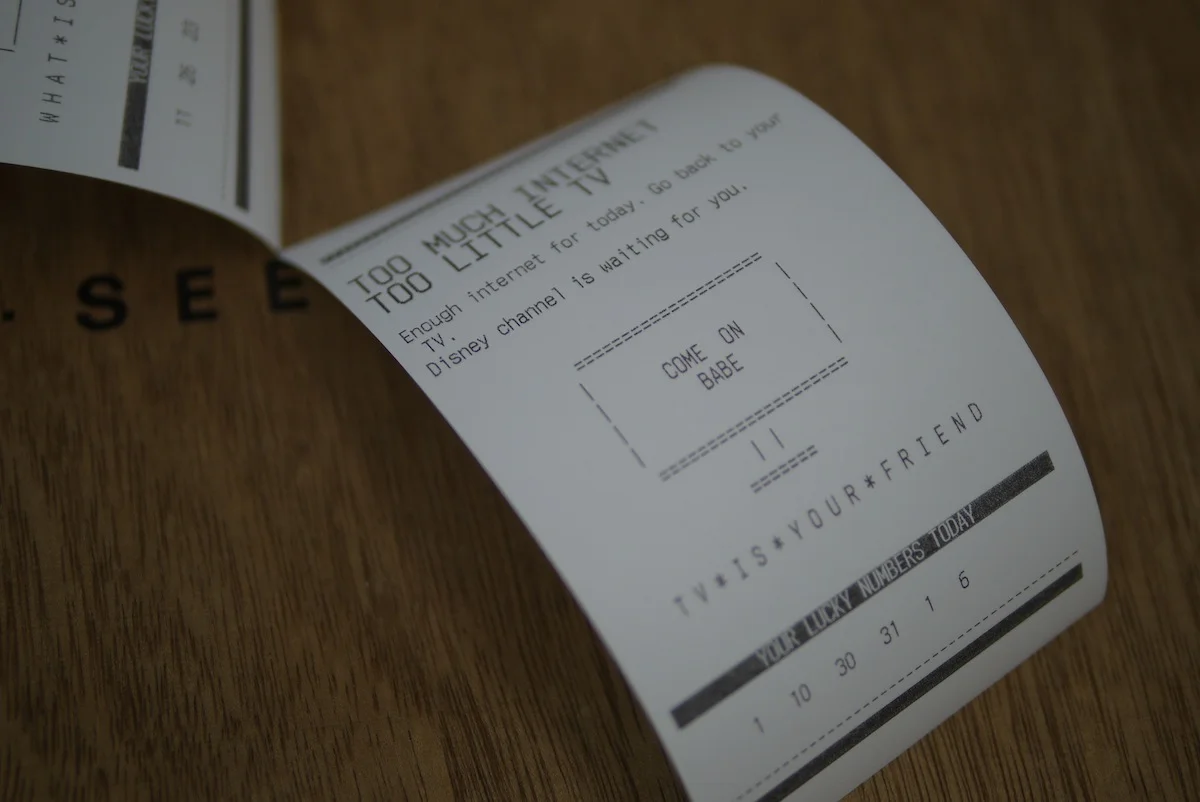 WHAT*IS
YOUR LUCKY
11 26
. SEE
TOO MUCH INTERNET
TOO LITTLE TV
Enough internet for today. Go back to your
TV.
Disney channel is waiting for you.
COME ON
BABE
TV*IS*YOUR*FRIEND
YOUR LUCKY NUMBERS TODAY
1 10 30 31 1 6